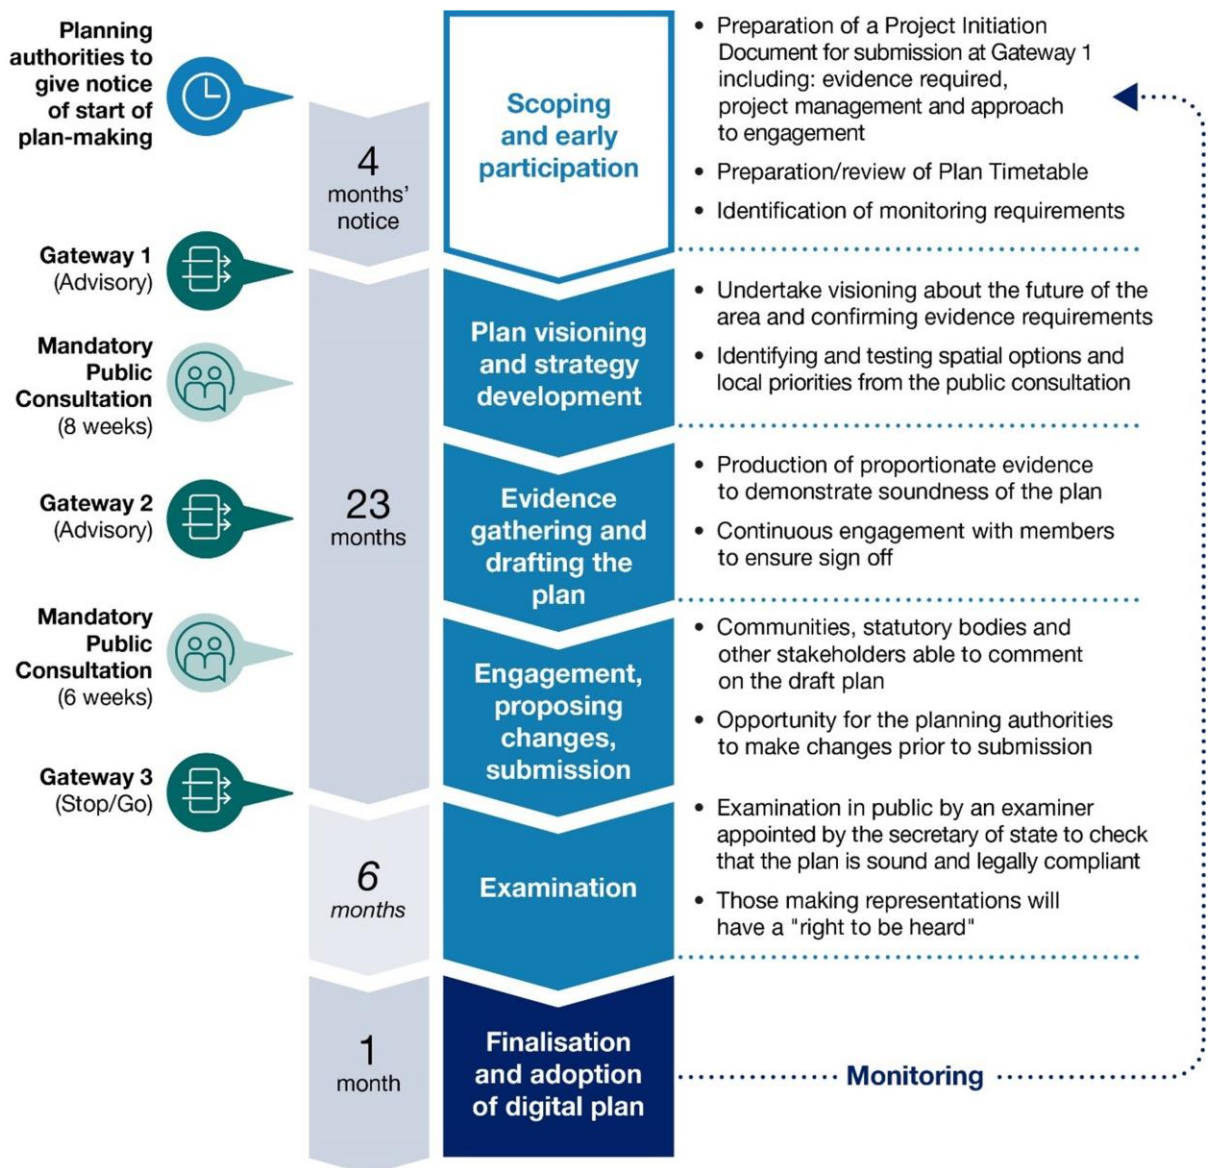 Planning
authorities to
give notice
of start of
plan-making
4
months’
notice
Scoping
and early
participation
• Preparation of a Project Initiation
Document for submission at Gateway 1
including: evidence required,
project management and approach
to engagement
• Preparation/review of Plan Timetable
• Identification of monitoring requirements
Gateway 1
(Advisory)
Mandatory
Public
Consultation
(8 weeks)
Plan visioning
and strategy
development
• Undertake visioning about the future of the
area and confirming evidence requirements
• Identifying and testing spatial options and
local priorities from the public consultation
Gateway 2
(Advisory)
23
months
Evidence
gathering and
drafting the
plan
• Production of proportionate evidence
to demonstrate soundness of the plan
• Continuous engagement with members
to ensure sign off
Mandatory
Public
Consultation
(6 weeks)
Engagement,
proposing
changes,
submission
• Communities, statutory bodies and
other stakeholders able to comment
on the draft plan
• Opportunity for the planning authorities
to make changes prior to submission
Gateway 3
(Stop/Go)
6
months
Examination
• Examination in public by an examiner
appointed by the secretary of state to check
that the plan is sound and legally compliant
• Those making representations will
have a "right to be heard"
1
month
Finalisation
and adoption
of digital plan
Monitoring